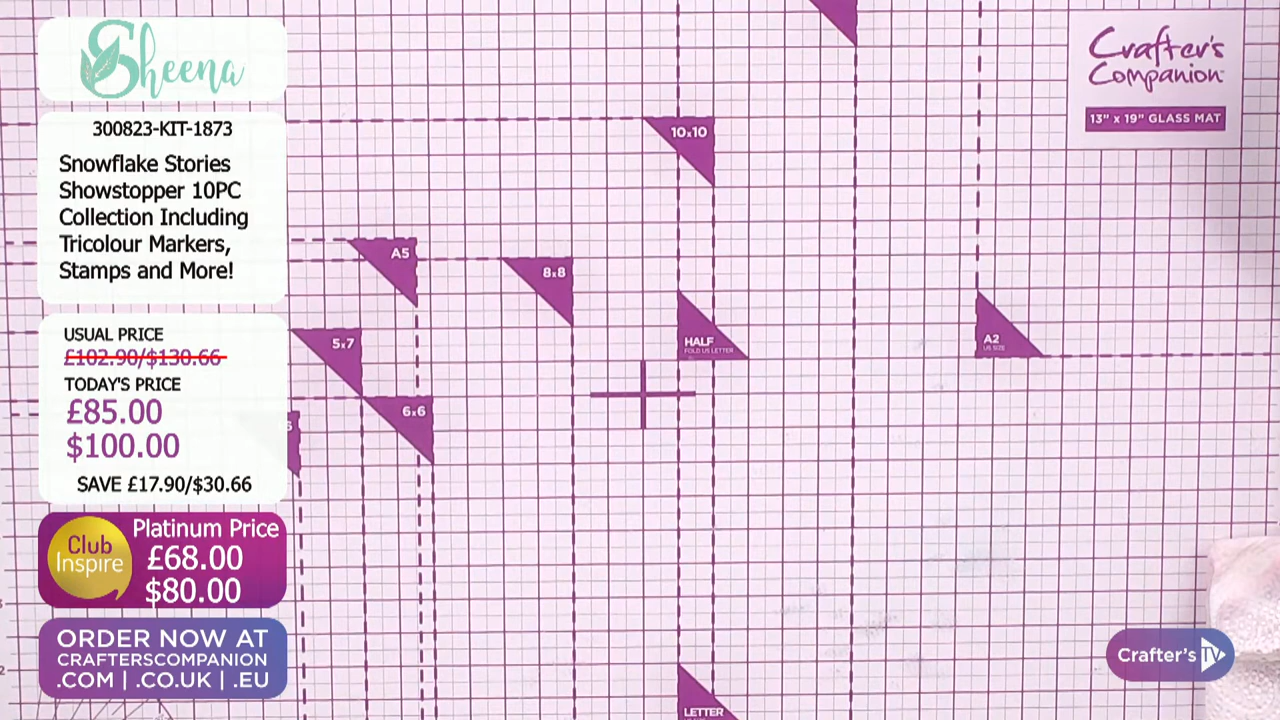 Sheena
300823-KIT-1873
Snowflake Stories
Showstopper 10PC
Collection Including
Tricolour Markers,
Stamps and More!
USUAL PRICE
£102.90/$130.66
TODAY'S PRICE
£85.00
$100.00
SAVE £17.90/$30.66
Club
Inspire
Platinum Price
£68.00
$80.00
ORDER NOW AT
CRAFTERSCOMPANION
.COM | .CO.UK | .EU
Crafter's
Companion
13" x 19" GLASS MAT
10x10
A5
8x8
5x7
HALF
FOLD US LETTER
A2
US SIZE
6x6
LETTER
Crafter's TV